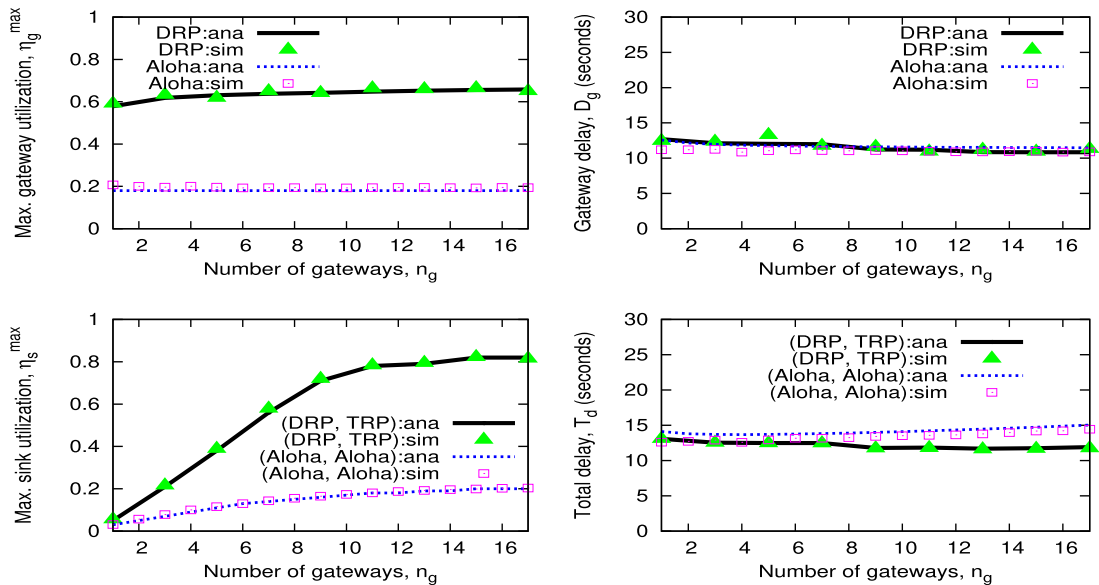 Max. gateway utilization, η_g^max
1
0.8
0.6
0.4
0.2
0
DRP:ana
DRP:sim
Aloha:ana
Aloha:sim
2 4 6 8 10 12 14 16
Number of gateways, n_g
Gateway delay, D_g (seconds)
30
25
20
15
10
5
0
DRP:ana
DRP:sim
Aloha:ana
Aloha:sim
2 4 6 8 10 12 14 16
Number of gateways, n_g
Max. sink utilization, η_s^max
1
0.8
0.6
0.4
0.2
0
(DRP, TRP):ana
(DRP, TRP):sim
(Aloha, Aloha):ana
(Aloha, Aloha):sim
2 4 6 8 10 12 14 16
Number of gateways, n_g
Total delay, T_d (seconds)
30
25
20
15
10
5
0
(DRP, TRP):ana
(DRP, TRP):sim
(Aloha, Aloha):ana
(Aloha, Aloha):sim
2 4 6 8 10 12 14 16
Number of gateways, n_g